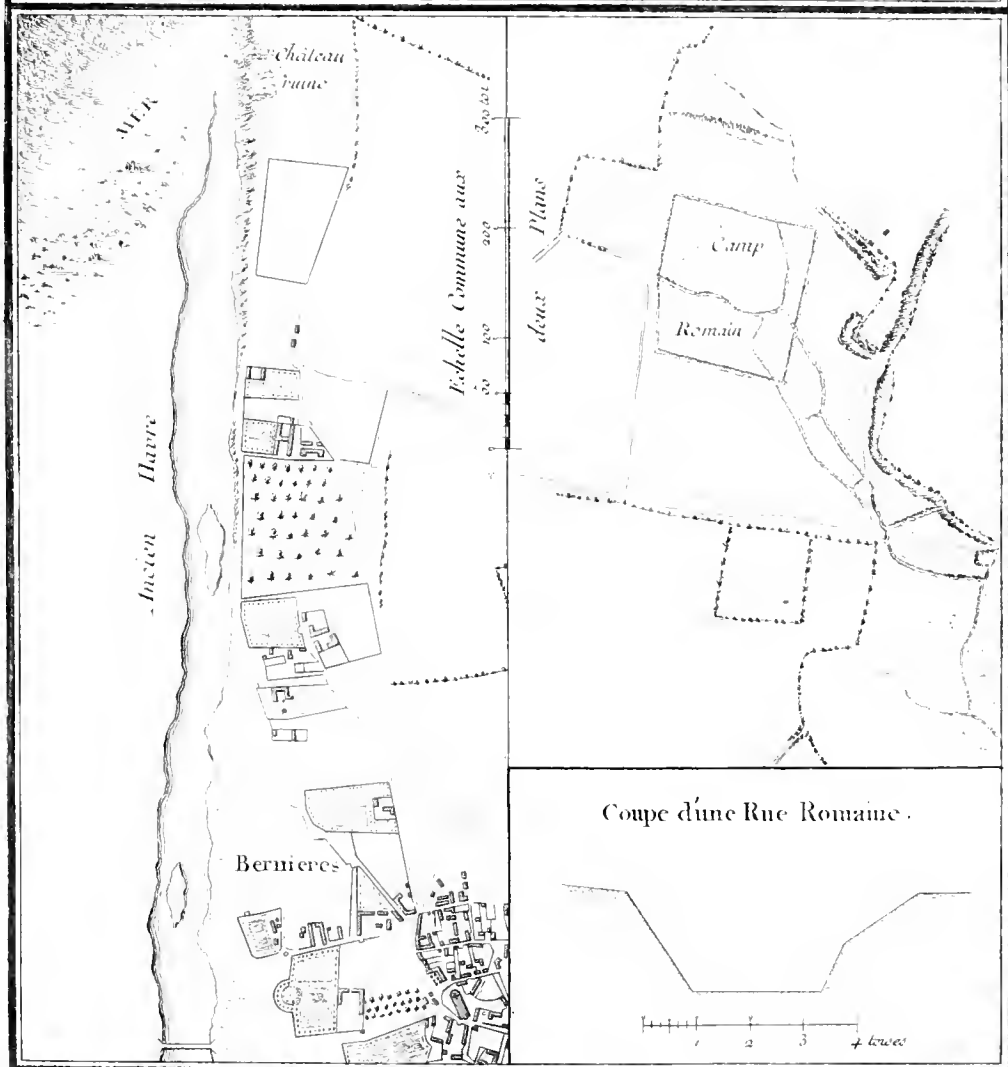 Château
ruiné
MER
Ancien Havre
Bernieres
Echelle Commune aux
deux Plans
0
50
100
200
300 toi.
Camp
Romain
Coupe d'une Rue Romaine.
1 2 3 4 toises